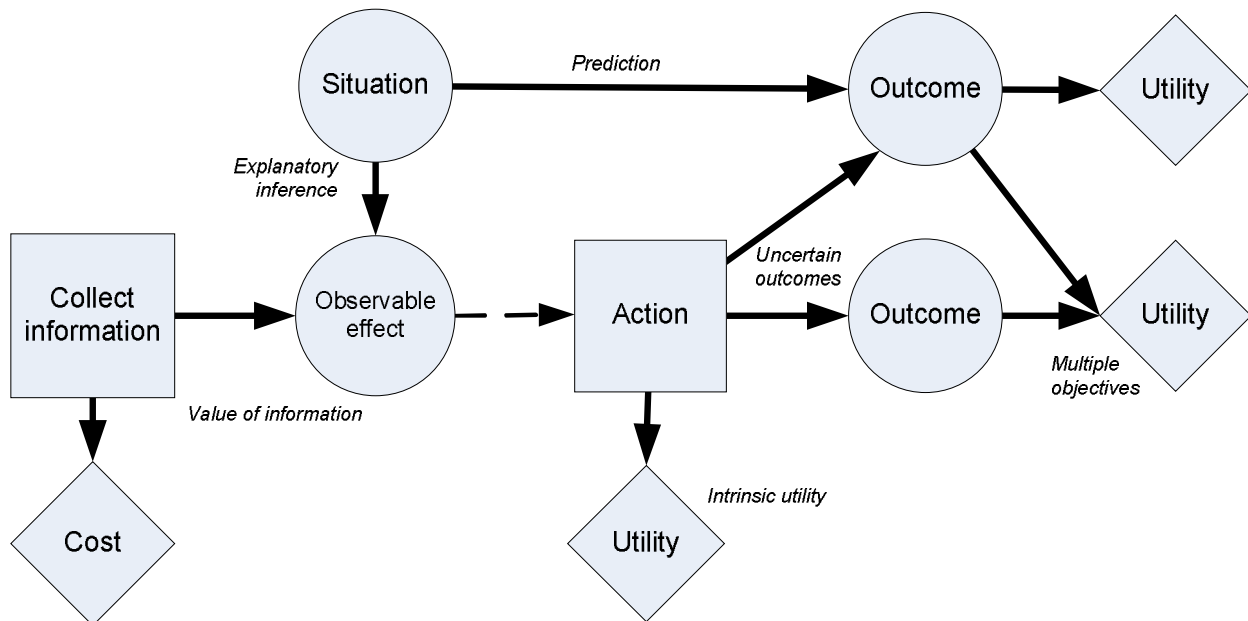 Situation
Prediction
Outcome
Utility
Explanatory
inference
Collect
information
Observable
effect
Action
Uncertain
outcomes
Outcome
Utility
Multiple
objectives
Value of information
Cost
Utility
Intrinsic utility